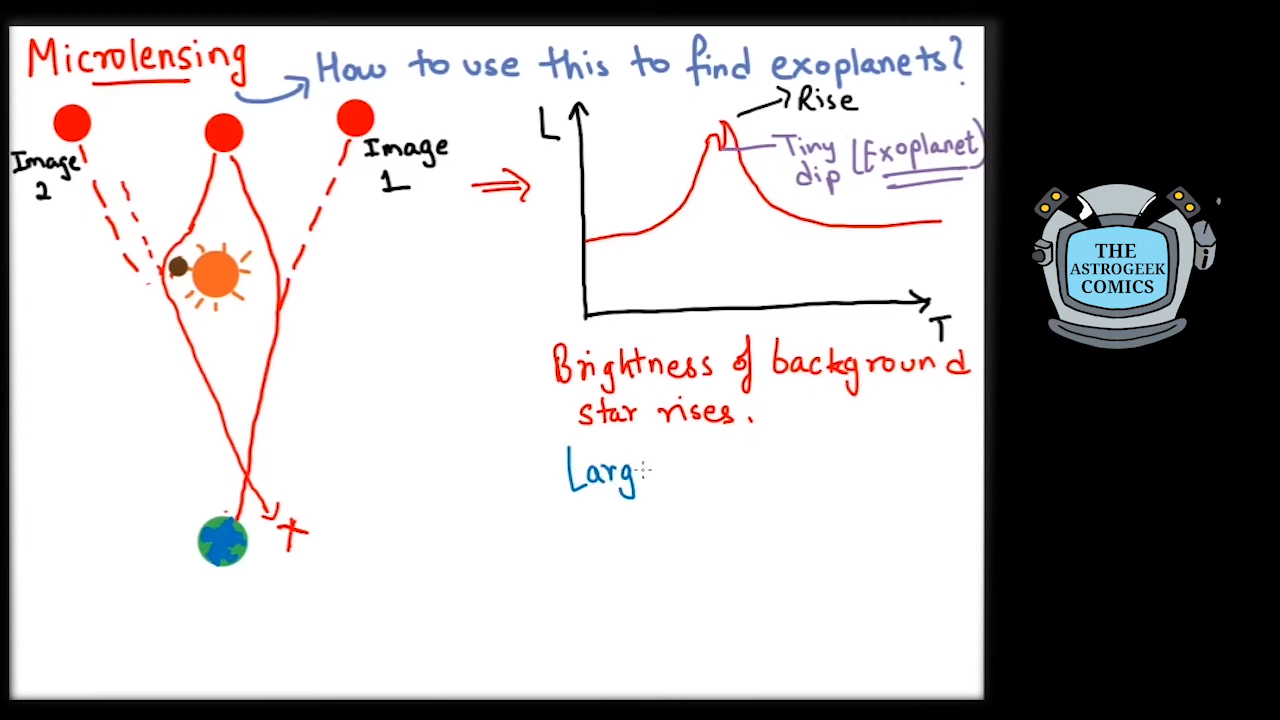 Microlensing
How to use this to find exoplanets?
Image
2
Image
1
L
Rise
Tiny
dip
(Exoplanet)
T
Brightness of background
star rises.
Larg
THE
ASTROGEEK
COMICS